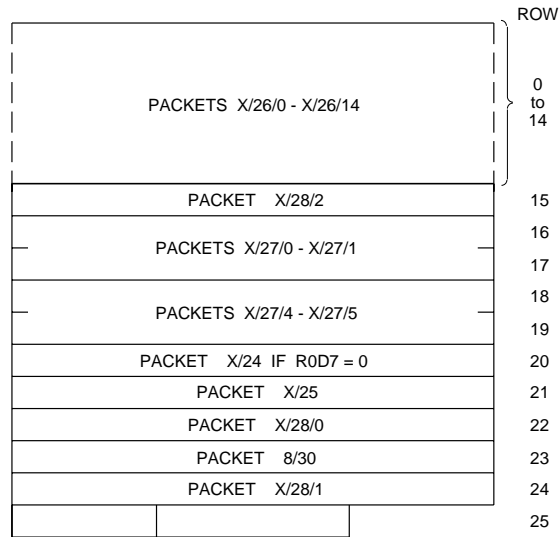 ROW
PACKETS X/26/0 - X/26/14
0
to
14
PACKET X/28/2 15
16
PACKETS X/27/0 - X/27/1
17
18
PACKETS X/27/4 - X/27/5
19
PACKET X/24 IF R0D7 = 0 20
PACKET X/25 21
PACKET X/28/0 22
PACKET 8/30 23
PACKET X/28/1 24
25